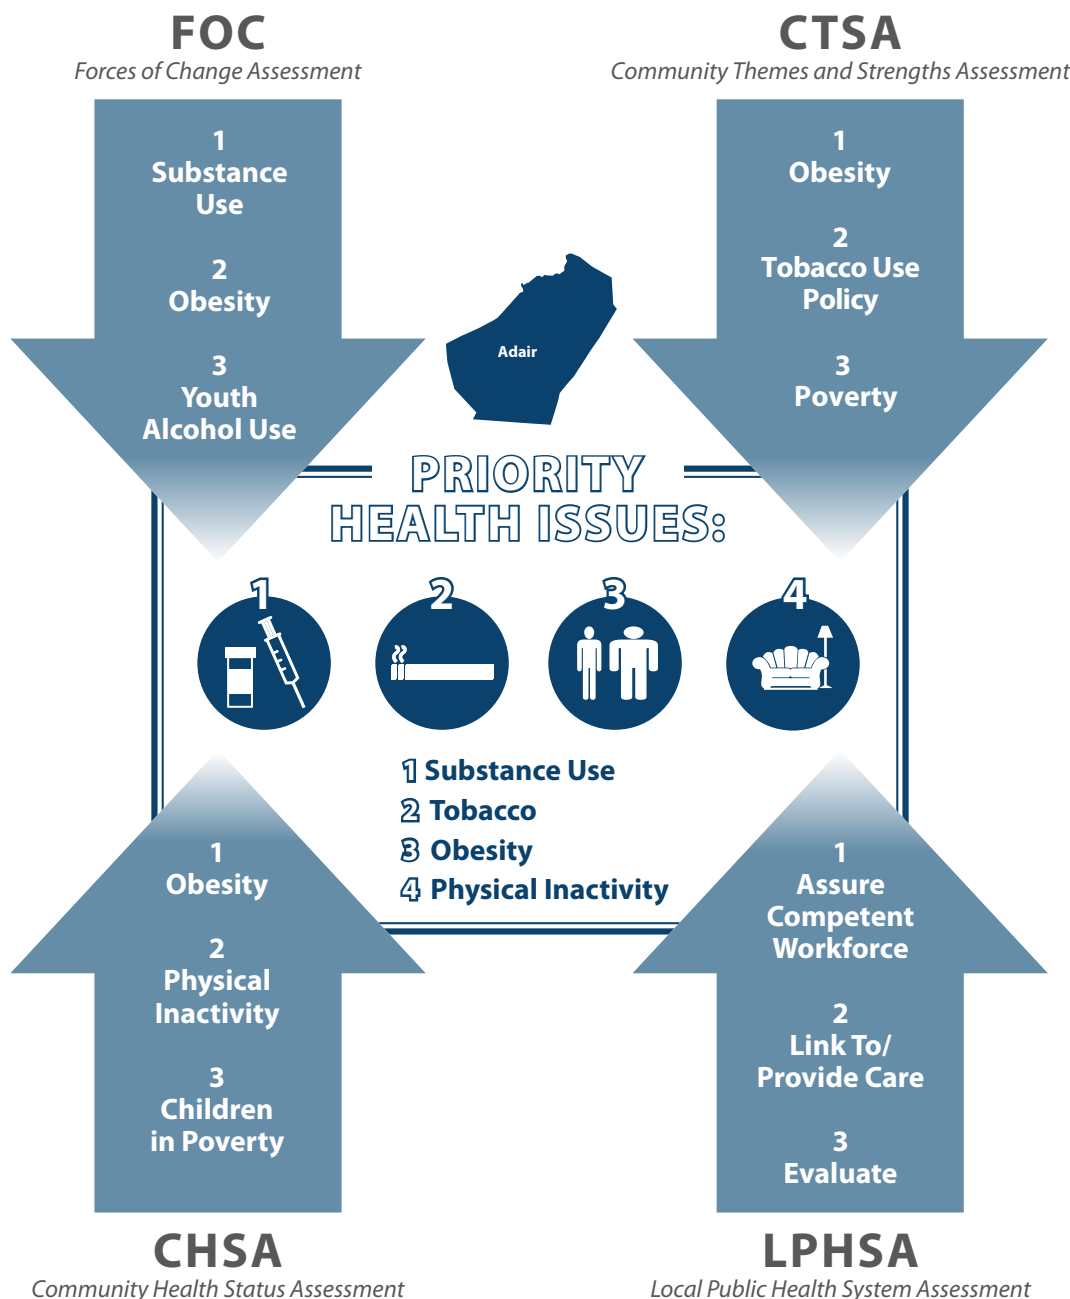 FOC
Forces of Change Assessment
1
Substance
Use
2
Obesity
3
Youth
Alcohol Use
CTSA
Community Themes and Strengths Assessment
1
Obesity
2
Tobacco Use
Policy
3
Poverty
Adair
PRIORITY
HEALTH ISSUES:
1
2
3
4
1 Substance Use
2 Tobacco
3 Obesity
4 Physical Inactivity
1
Obesity
2
Physical
Inactivity
3
Children
in Poverty
CHSA
Community Health Status Assessment
1
Assure
Competent
Workforce
2
Link To/
Provide Care
3
Evaluate
LPHSA
Local Public Health System Assessment